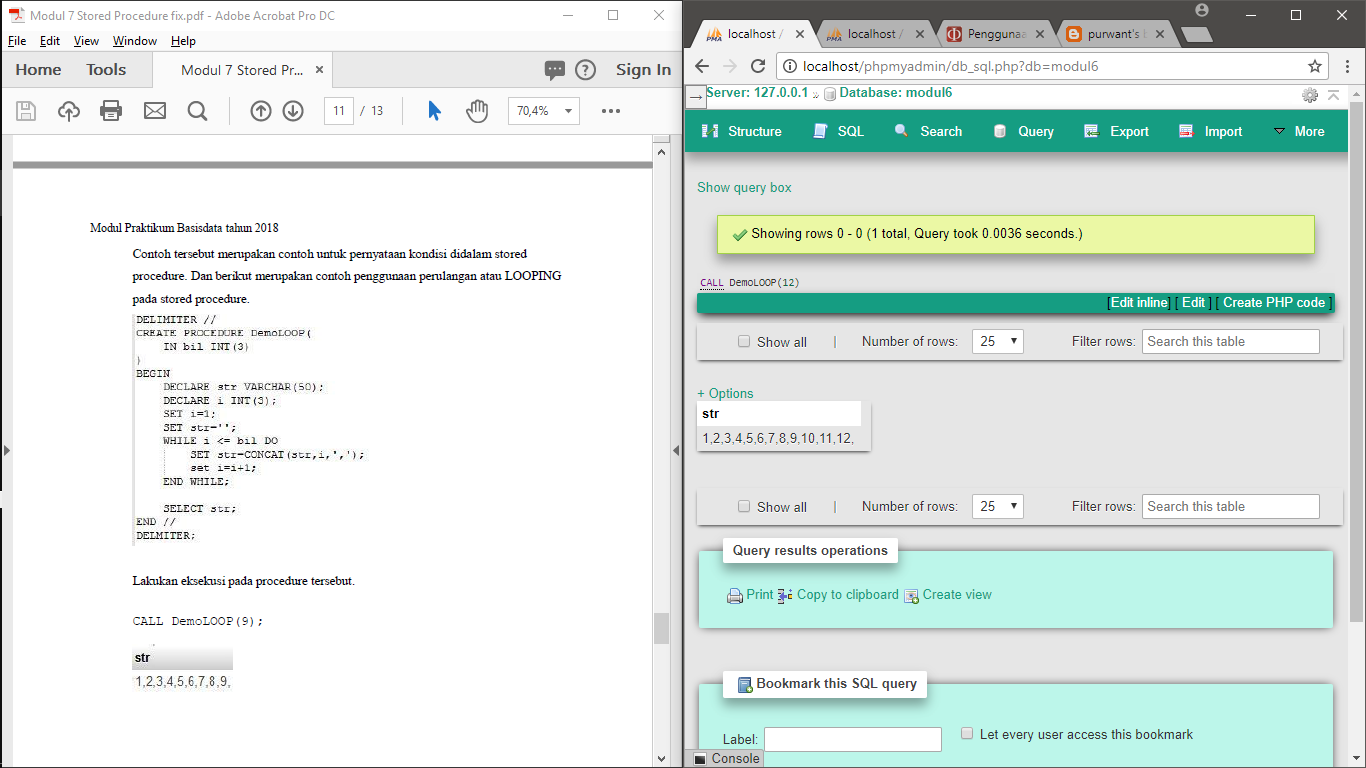 Modul 7 Stored Procedure fix.pdf - Adobe Acrobat Pro DC
File Edit View Window Help
Home Tools Modul 7 Stored Pr... × Sign In
11 / 13 70,4%
Modul Praktikum Basisdata tahun 2018
Contoh tersebut merupakan contoh untuk pernyataan kondisi didalam stored
procedure. Dan berikut merupakan contoh penggunaan perulangan atau LOOPING
pada stored procedure.
DELIMITER //
CREATE PROCEDURE DemoLOOP(
IN bil INT(3)
)
BEGIN
DECLARE str VARCHAR(50);
DECLARE i INT(3);
SET i=1;
SET str='';
WHILE i <= bil DO
SET str=CONCAT(str,i,',');
set i=i+1;
END WHILE;
SELECT str;
END //
DELMITER;
Lakukan eksekusi pada procedure tersebut.
CALL DemoLOOP(9);
str
1,2,3,4,5,6,7,8,9,
localhost / localhost / Penggunaa purwant's
localhost/phpmyadmin/db_sql.php?db=modul6
Server: 127.0.0.1 » Database: modul6
Structure SQL Search Query Export Import More
Show query box
Showing rows 0 - 0 (1 total, Query took 0.0036 seconds.)
CALL DemoLOOP(12)
[Edit inline] [ Edit ] [ Create PHP code ]
Show all | Number of rows: 25 Filter rows: Search this table
+ Options
str
1,2,3,4,5,6,7,8,9,10,11,12,
Show all | Number of rows: 25 Filter rows: Search this table
Query results operations
Print Copy to clipboard Create view
Bookmark this SQL query
Label: Let every user access this bookmark
Console